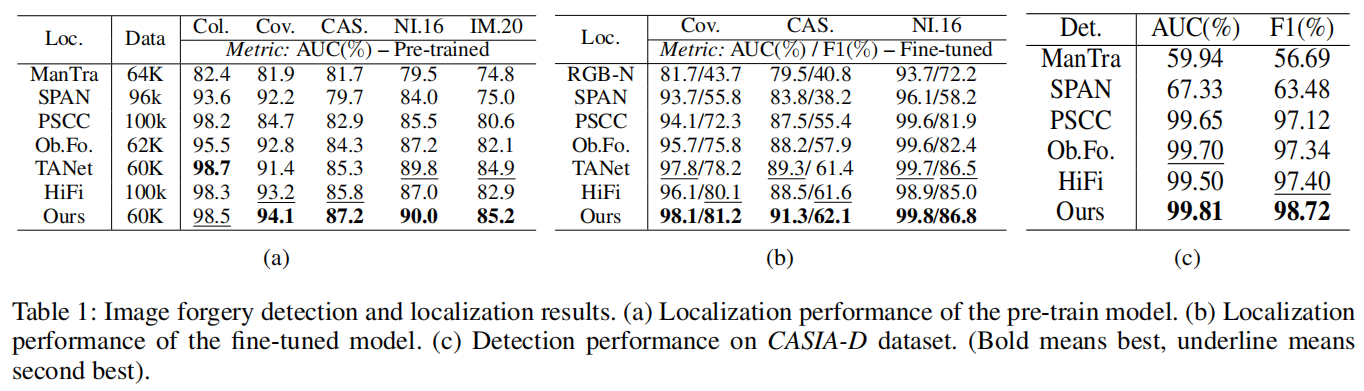 Loc. Data Col. Cov. CAS. NI.16 IM.20
Metric: AUC(%) – Pre-trained
ManTra 64K 82.4 81.9 81.7 79.5 74.8
SPAN 96k 93.6 92.2 79.7 84.0 75.0
PSCC 100k 98.2 84.7 82.9 85.5 80.6
Ob.Fo. 62K 95.5 92.8 84.3 87.2 82.1
TANet 60K 98.7 91.4 85.3 89.8 84.9
HiFi 100k 98.3 93.2 85.8 87.0 82.9
Ours 60K 98.5 94.1 87.2 90.0 85.2
(a)
Loc. Cov. CAS. NI.16
Metric: AUC(%) / F1(%) – Fine-tuned
RGB-N 81.7/43.7 79.5/40.8 93.7/72.2
SPAN 93.7/55.8 83.8/38.2 96.1/58.2
PSCC 94.1/72.3 87.5/55.4 99.6/81.9
Ob.Fo. 95.7/75.8 88.2/57.9 99.6/82.4
TANet 97.8/78.2 89.3/ 61.4 99.7/86.5
HiFi 96.1/80.1 88.5/61.6 98.9/85.0
Ours 98.1/81.2 91.3/62.1 99.8/86.8
(b)
Det. AUC(%) F1(%)
ManTra 59.94 56.69
SPAN 67.33 63.48
PSCC 99.65 97.12
Ob.Fo. 99.70 97.34
HiFi 99.50 97.40
Ours 99.81 98.72
(c)
Table 1: Image forgery detection and localization results. (a) Localization performance of the pre-train model. (b) Localization
performance of the fine-tuned model. (c) Detection performance on CASIA-D dataset. (Bold means best, underline means
second best).